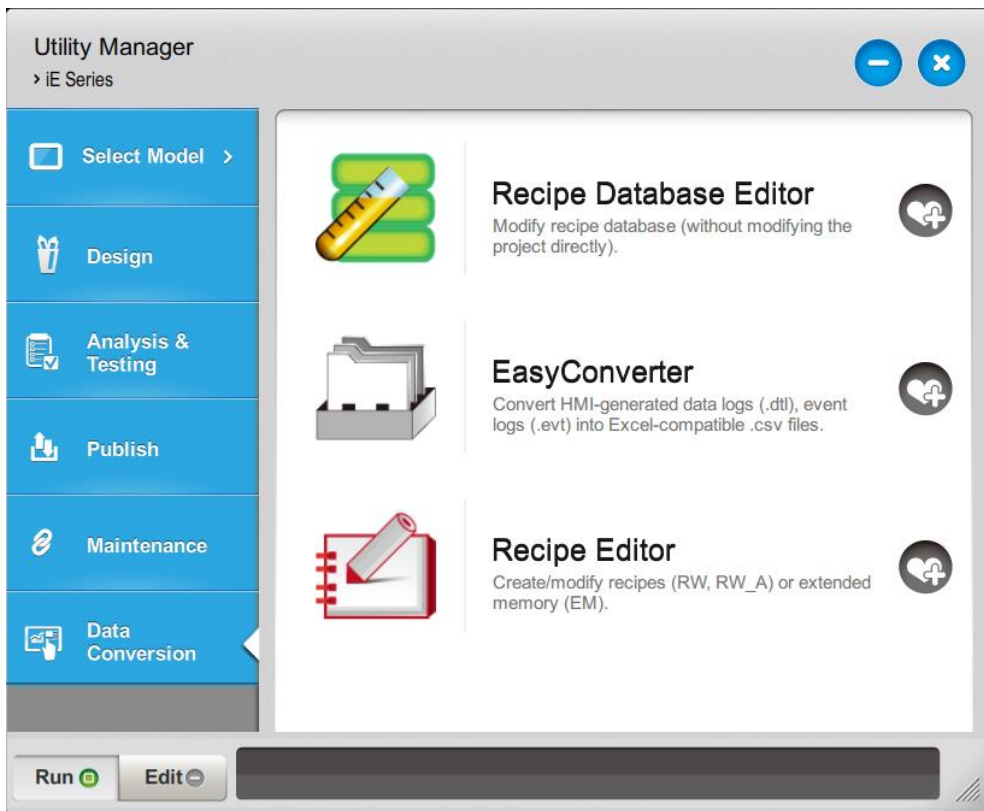 Utility Manager
› iE Series
Select Model ›
Design
Analysis &
Testing
Publish
Maintenance
Data
Conversion
Recipe Database Editor
Modify recipe database (without modifying the
project directly).
EasyConverter
Convert HMI-generated data logs (.dtl), event
logs (.evt) into Excel-compatible .csv files.
Recipe Editor
Create/modify recipes (RW, RW_A) or extended
memory (EM).
Run
Edit